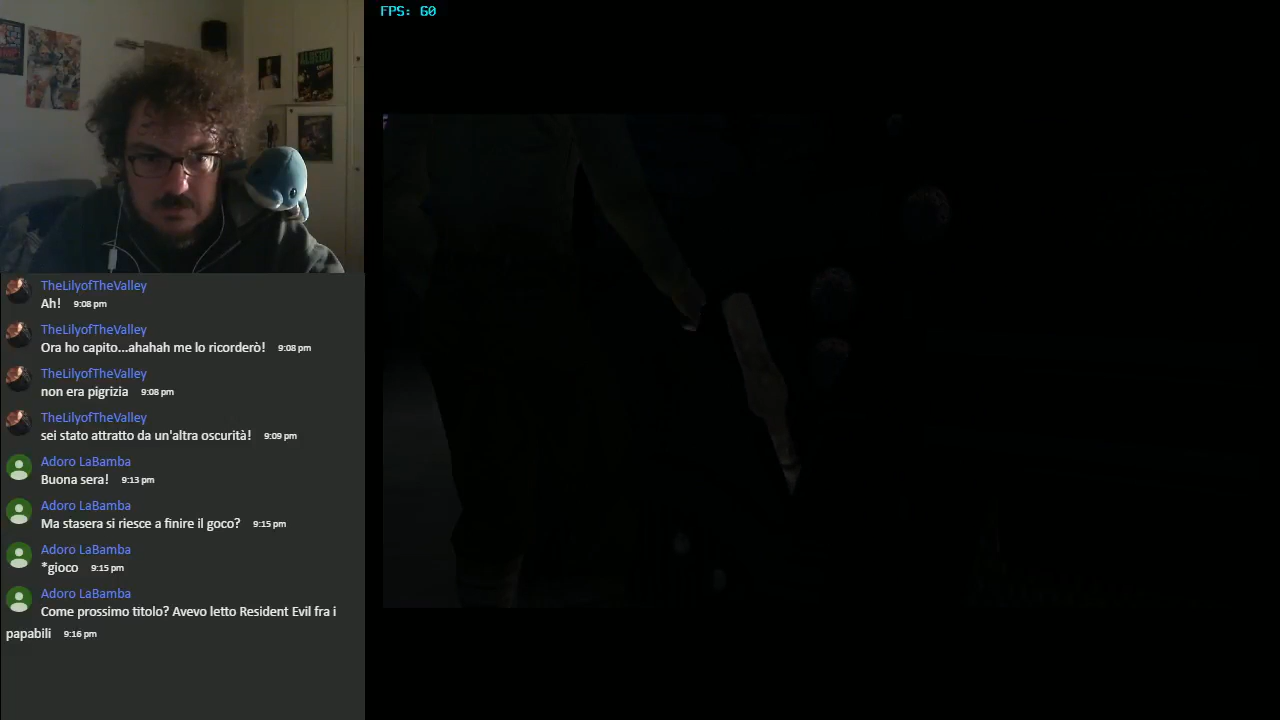 FPS: 60
TheLilyofTheValley
Ah! 9:08 pm
TheLilyofTheValley
Ora ho capito...ahahah me lo ricorderò! 9:08 pm
TheLilyofTheValley
non era pigrizia 9:08 pm
TheLilyofTheValley
sei stato attratto da un'altra oscurità! 9:09 pm
Adoro LaBamba
Buona sera! 9:13 pm
Adoro LaBamba
Ma stasera si riesce a finire il goco? 9:15 pm
Adoro LaBamba
*gioco 9:15 pm
Adoro LaBamba
Come prossimo titolo? Avevo letto Resident Evil fra i
papabili 9:16 pm